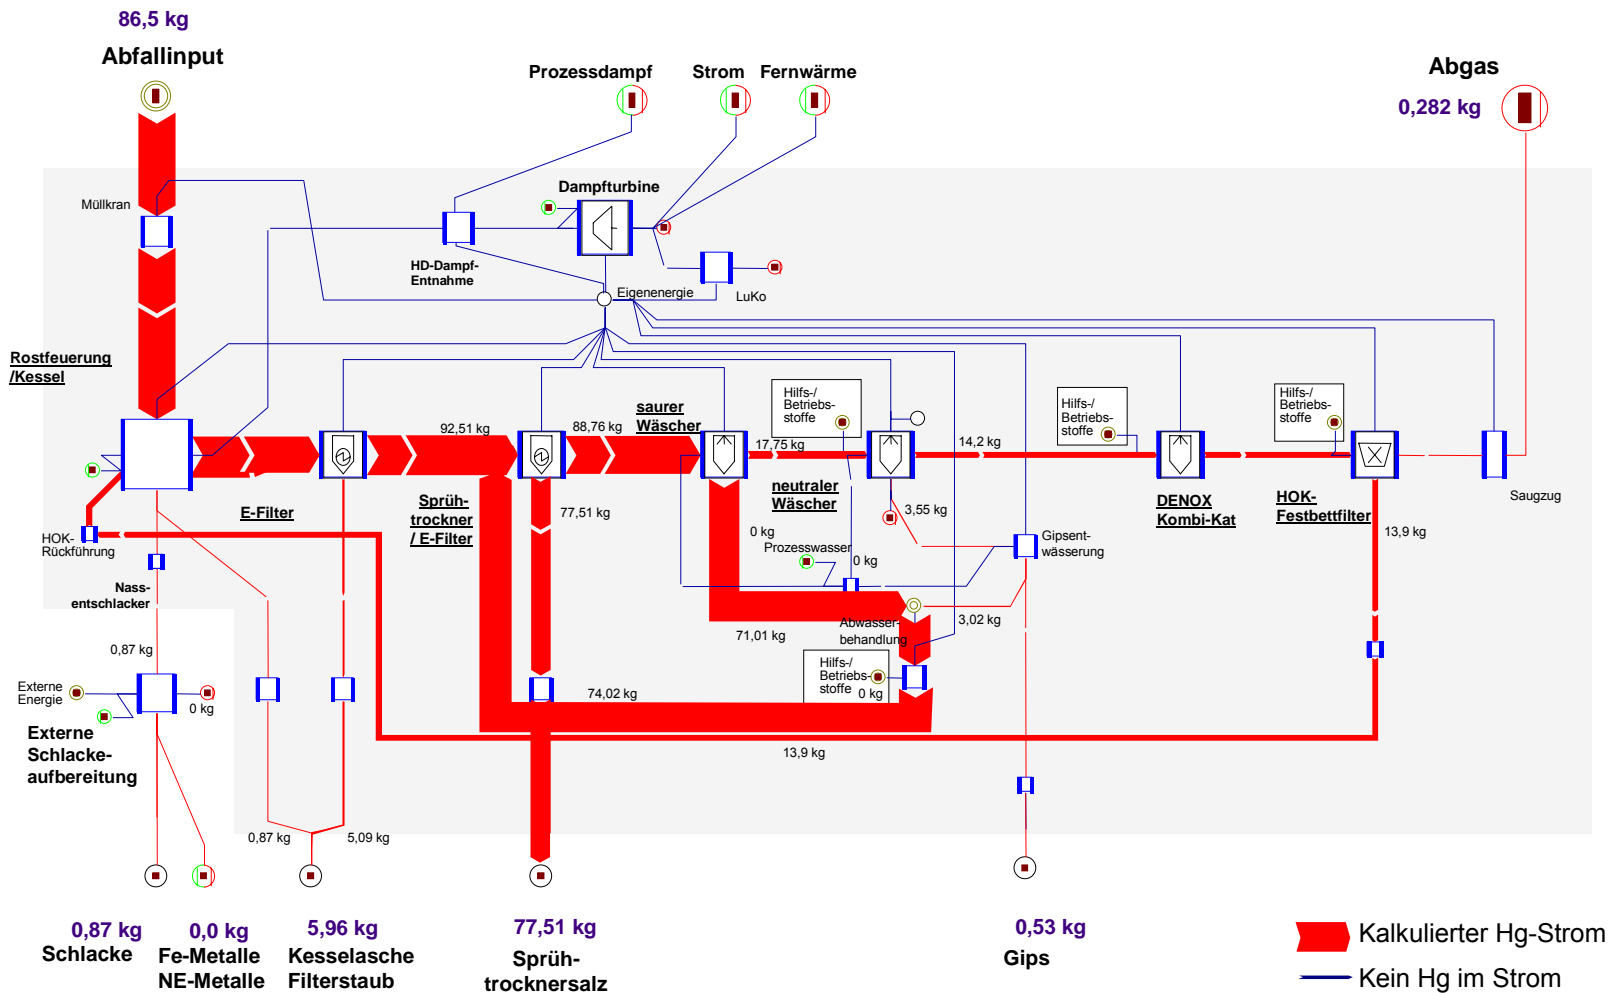 86,5 kg
Abfallinput
Prozessdampf
Strom
Fernwärme
Abgas
0,282 kg
Müllkran
Dampfturbine
HD-Dampf-
Entnahme
Eigenenergie
LuKo
Rostfeuerung
/Kessel
92,51 kg
88,76 kg
saurer
Wäscher
17,75 kg
Hilfs-/
Betriebs-
stoffe
14,2 kg
Hilfs-/
Betriebs-
stoffe
Hilfs-/
Betriebs-
stoffe
Saugzug
E-Filter
Sprüh-
trockner
/ E-Filter
77,51 kg
neutraler
Wäscher
3,55 kg
DENOX
Kombi-Kat
HOK-
Festbettfilter
13,9 kg
HOK-
Rückführung
0 kg
Prozesswasser
0 kg
Gipsent-
wässerung
Nass-
entschlacker
Abwasser-
behandlung
3,02 kg
71,01 kg
0,87 kg
Hilfs-/
Betriebs-
stoffe
0 kg
Externe
Energie
0 kg
74,02 kg
Externe
Schlacke-
aufbereitung
13,9 kg
0,87 kg
5,09 kg
0,87 kg
Schlacke
0,0 kg
Fe-Metalle
NE-Metalle
5,96 kg
Kesselasche
Filterstaub
77,51 kg
Sprüh-
trocknersalz
0,53 kg
Gips
Kalkulierter Hg-Strom
Kein Hg im Strom